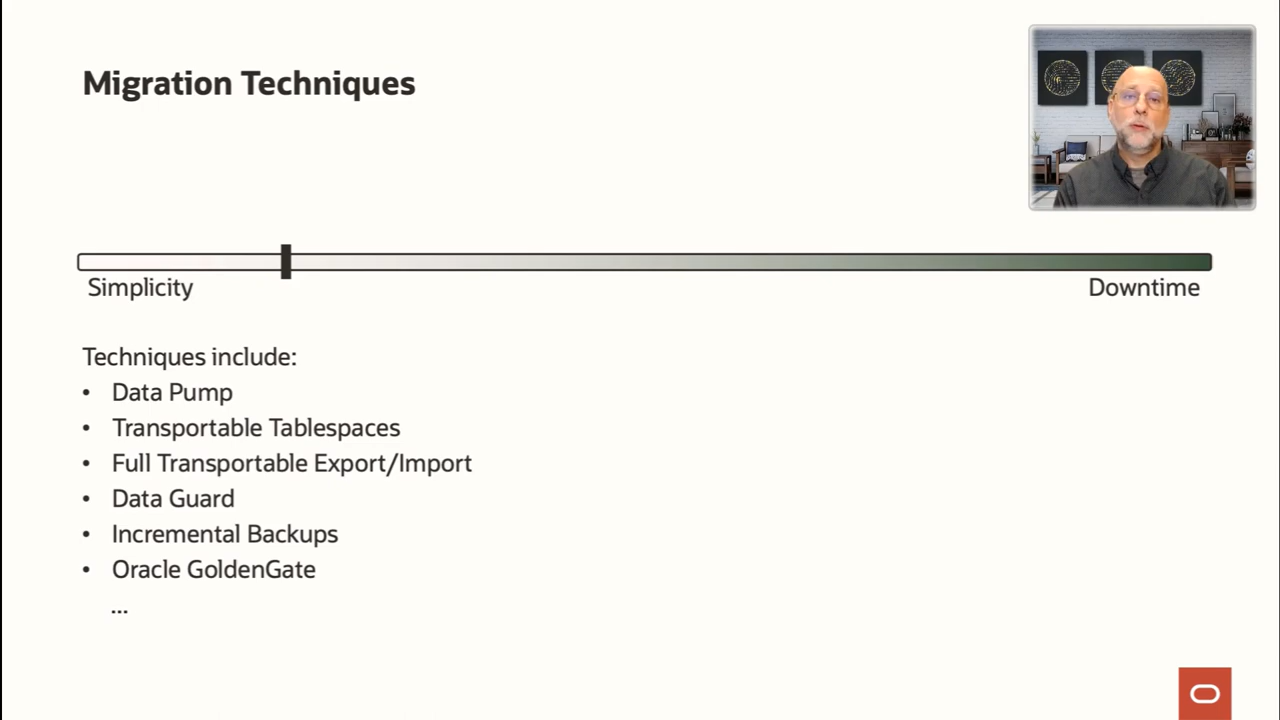 Migration Techniques
Simplicity
Downtime
Techniques include:
• Data Pump
• Transportable Tablespaces
• Full Transportable Export/Import
• Data Guard
• Incremental Backups
• Oracle GoldenGate
...